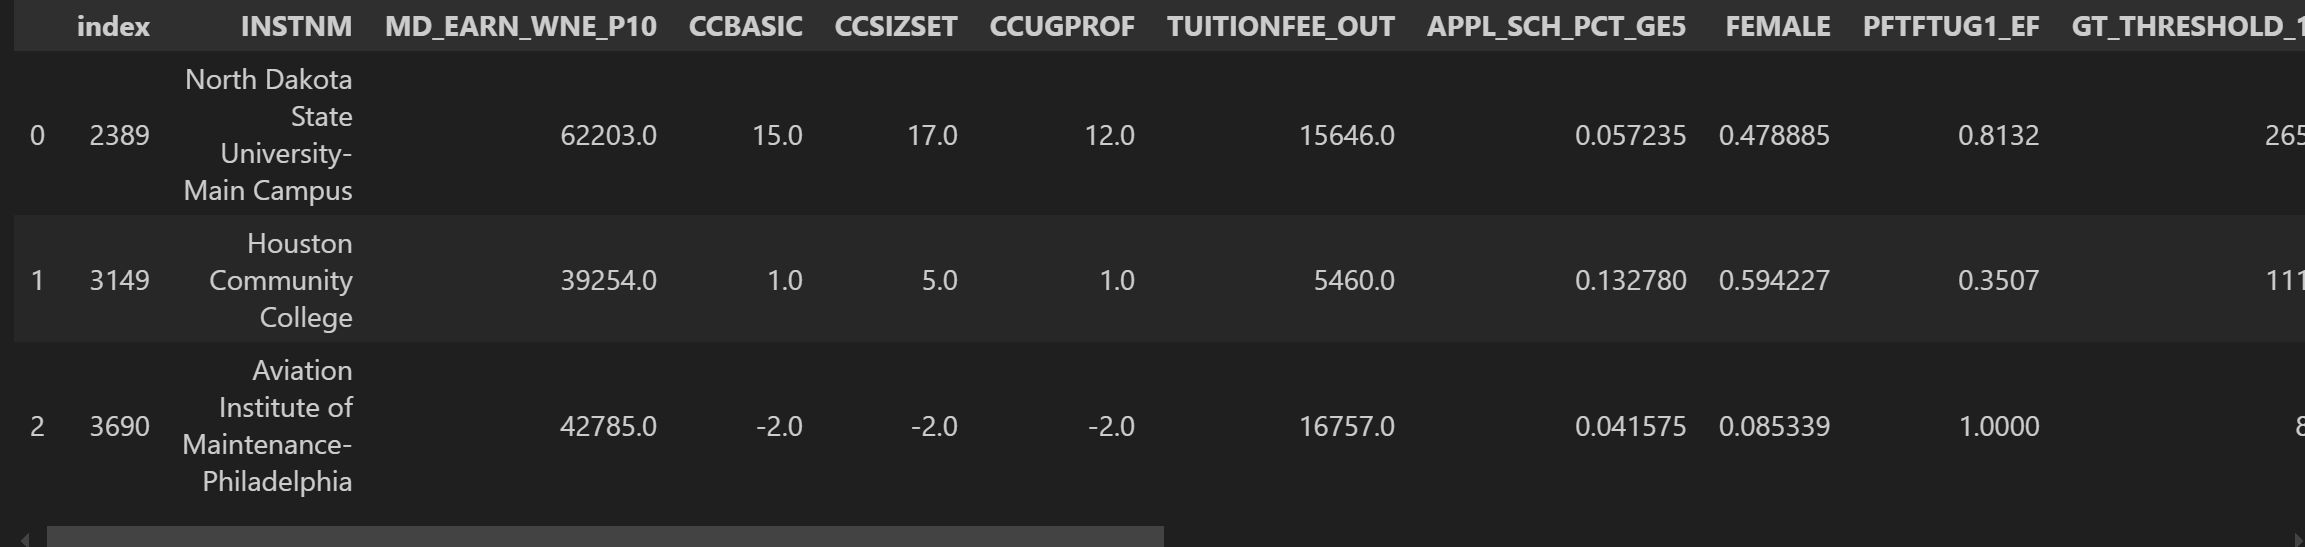 index INSTNM MD_EARN_WNE_P10 CCBASIC CCSIZSET CCUGPROF TUITIONFEE_OUT APPL_SCH_PCT_GE5 FEMALE PFTFTUG1_EF GT_THRESHOLD_1
North Dakota
State
0 2389 University- 62203.0 15.0 17.0 12.0 15646.0 0.057235 0.478885 0.8132 265
Main Campus
Houston
1 3149 Community 39254.0 1.0 5.0 1.0 5460.0 0.132780 0.594227 0.3507 111
College
Aviation
Institute of
2 3690 Maintenance- 42785.0 -2.0 -2.0 -2.0 16757.0 0.041575 0.085339 1.0000 8
Philadelphia